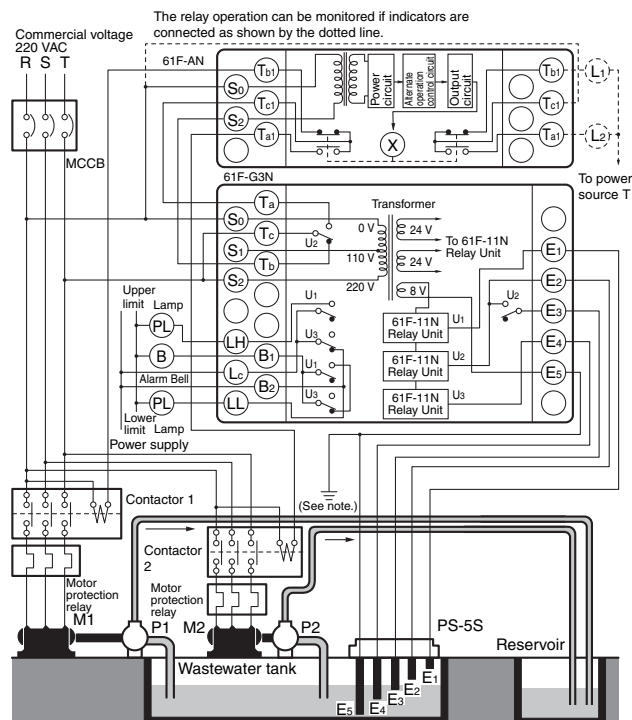 The relay operation can be monitored if indicators are
connected as shown by the dotted line.
Commercial voltage
220 VAC
R S T
MCCB
61F-AN
S0
S2
Tb1
Tc1
Ta1
Power circuit
Alternate operation control circuit
Output circuit
X
Tb1
Tc1
Ta1
L1
L2
To power
source T
61F-G3N
Ta
S0
Tc
S1
Tb
S2
U2
Transformer
0 V
110 V
220 V
24 V
24 V
8 V
To 61F-11N
Relay Unit
61F-11N
Relay Unit
U1
61F-11N
Relay Unit
U2
61F-11N
Relay Unit
U3
U2
E1
E2
E3
E4
E5
Upper
limit
Lamp
PL
B
Alarm Bell
PL
Lower
limit
Lamp
Power supply
LH
Lc
LL
B1
B2
U1
U3
U1
U3
(See note.)
Contactor 1
Contactor
2
Motor
protection
relay
Motor
protection
relay
M1
P1
M2
P2
PS-5S
Reservoir
Wastewater tank
E5 E4 E3 E2 E1